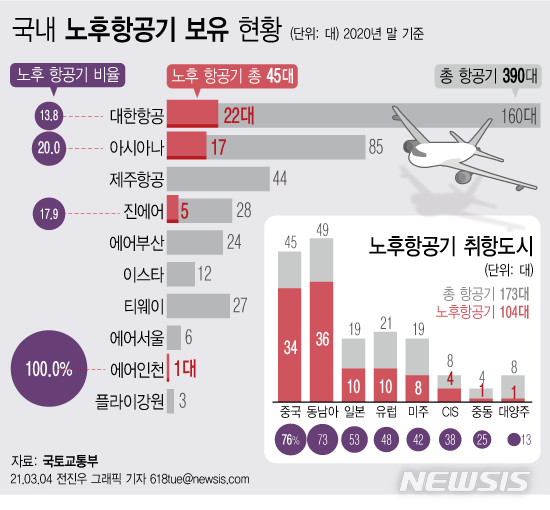 국내 노후항공기 보유 현황 (단위: 대) 2020년 말 기준
노후 항공기 비율
노후 항공기 총 45대
총 항공기 390대
13.8 대한항공 22대 160대
20.0 아시아나 17 85
제주항공 44
17.9 진에어 5 28
에어부산 24
이스타 12
티웨이 27
에어서울 6
100.0% 에어인천 1대
플라이강원 3
노후항공기 취항도시
(단위: 대)
총 항공기 173대
노후항공기 104대
45 49 19 21 19 8 4 8
34 36 10 10 8 4 1 1
중국 동남아 일본 유럽 미주 CIS 중동 대양주
76% 73 53 48 42 38 25 13
자료: 국토교통부
21.03.04 전진우 그래픽 기자 618tue@newsis.com
NEWSIS